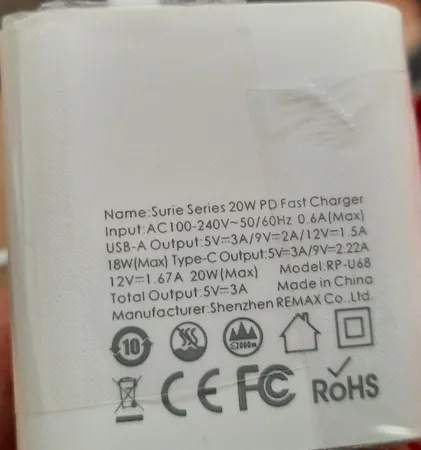 Name:Surie Series 20W PD Fast Charger
Input:AC100-240V~50/60Hz 0.6A(Max)
USB-A Output:5V⎓3A/9V⎓2A/12V⎓1.5A
18W(Max) Type-C Output:5V⎓3A/9V⎓2.22A
12V⎓1.67A 20W(Max) Model:RP-U68
Total Output:5V⎓3A Made in China
Manufacturer:Shenzhen REMAX Co.,Ltd.
10 ≤2000m
CE FC RoHS